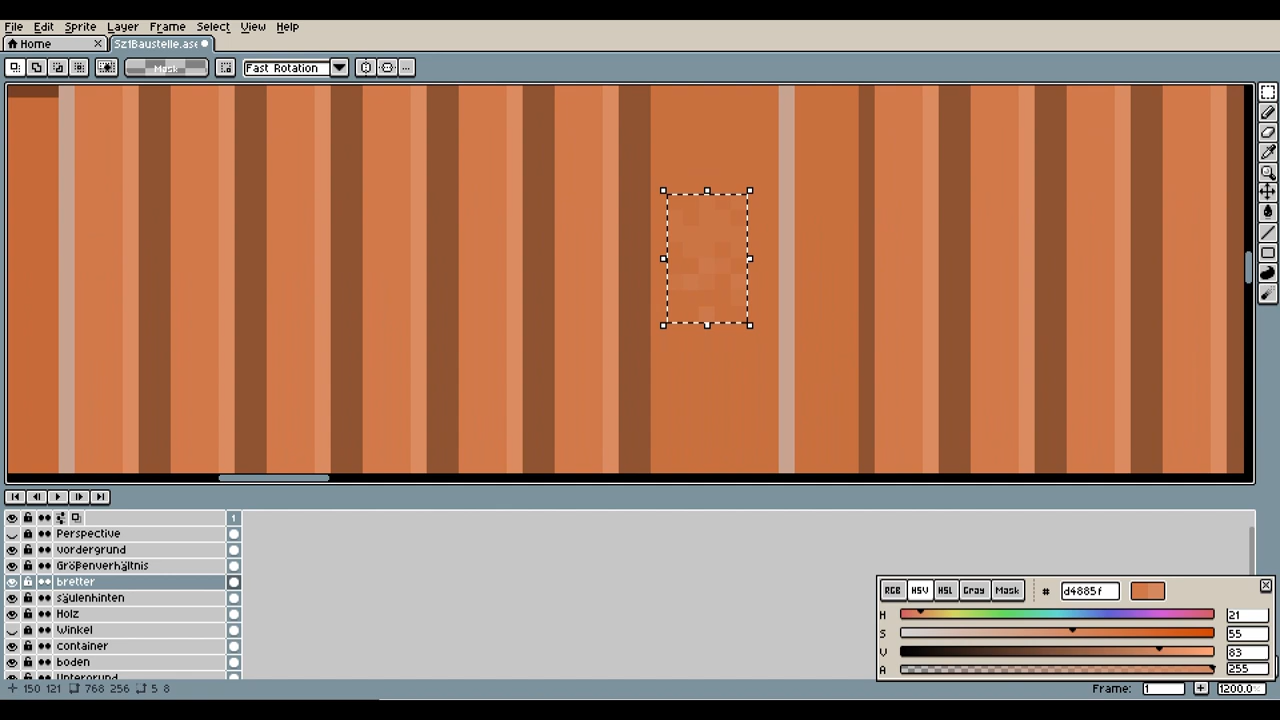 File Edit Sprite Layer Frame Select View Help
Home Sz1Baustelle.ase
Mask Fast Rotation
1
Perspective
vordergrund
Größenverhältnis
bretter
säulenhinten
Holz
Winkel
container
boden
Untergrund
RGB HSV HSL Gray Mask # d4885f
H 21
S 55
V 83
A 255
150 121 768 256 5 8 Frame: 1 1200.0